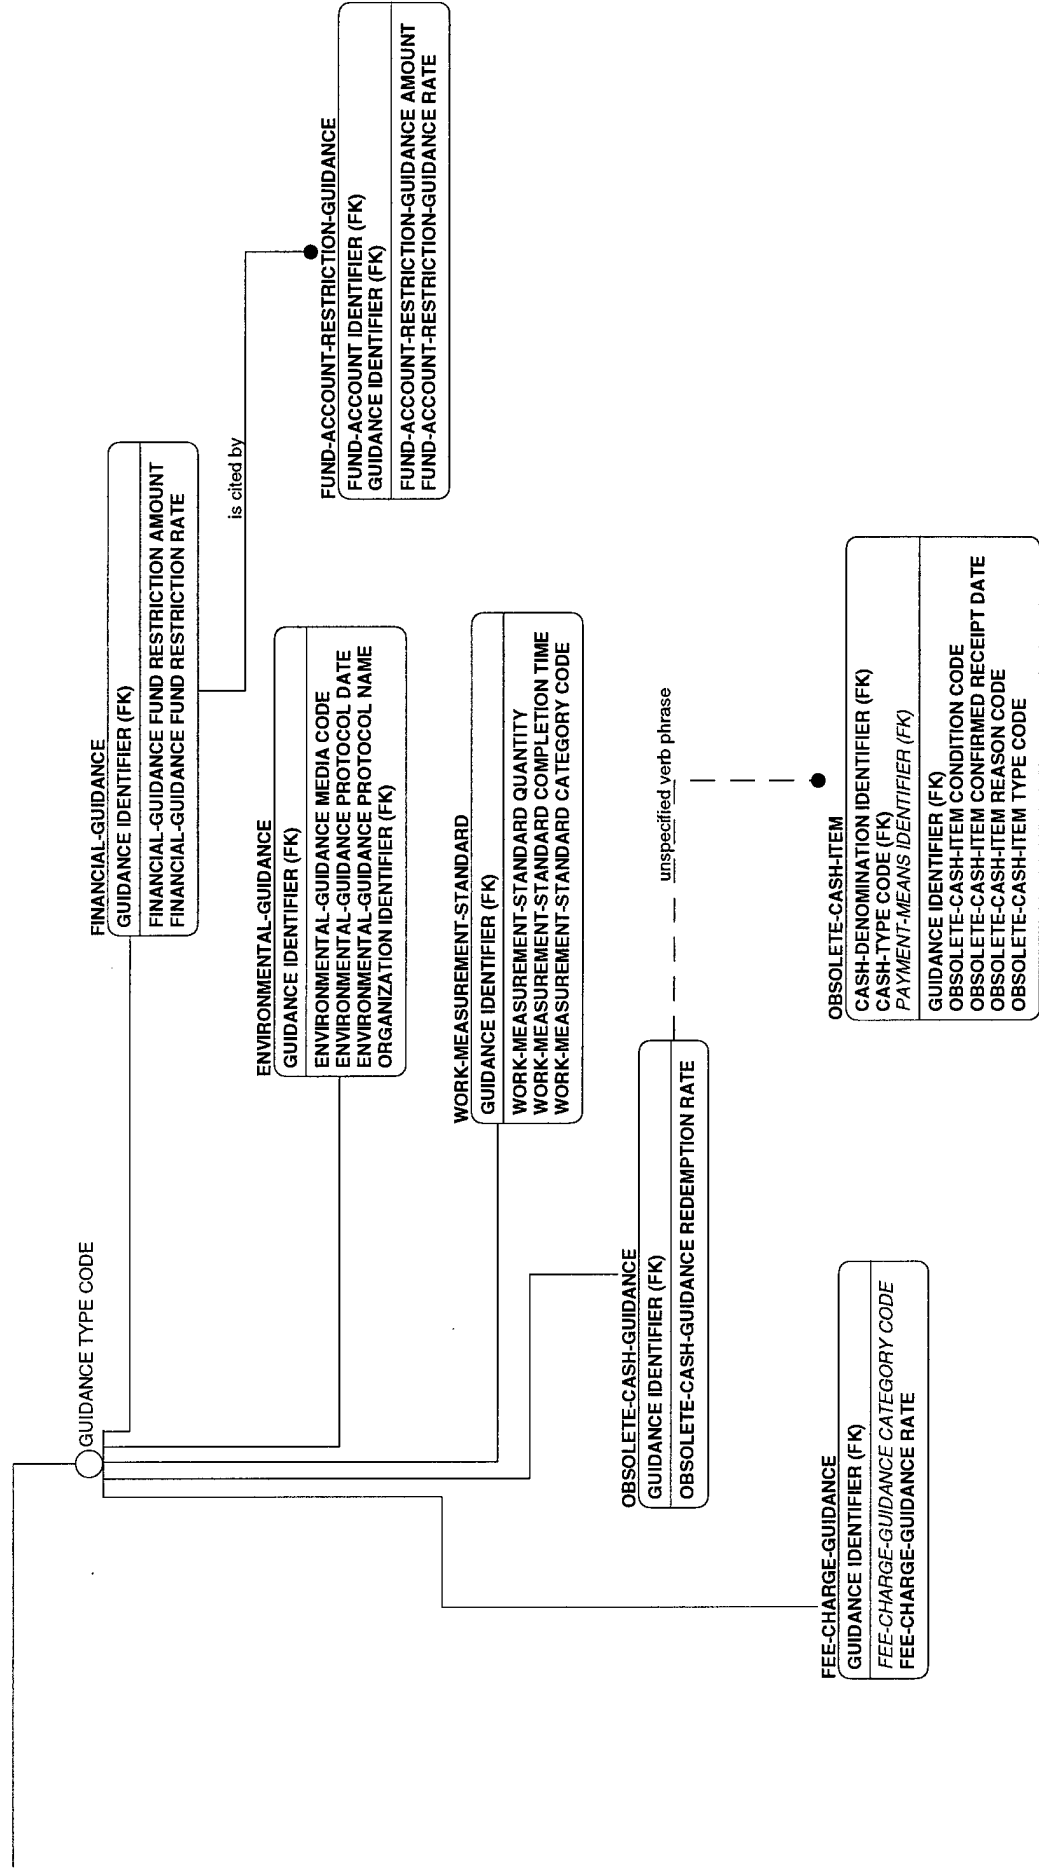 GUIDANCE TYPE CODE
FINANCIAL-GUIDANCE
GUIDANCE IDENTIFIER (FK)
FINANCIAL-GUIDANCE FUND RESTRICTION AMOUNT
FINANCIAL-GUIDANCE FUND RESTRICTION RATE
is cited by
FUND-ACCOUNT-RESTRICTION-GUIDANCE
FUND-ACCOUNT IDENTIFIER (FK)
GUIDANCE IDENTIFIER (FK)
FUND-ACCOUNT-RESTRICTION-GUIDANCE AMOUNT
FUND-ACCOUNT-RESTRICTION-GUIDANCE RATE
ENVIRONMENTAL-GUIDANCE
GUIDANCE IDENTIFIER (FK)
ENVIRONMENTAL-GUIDANCE MEDIA CODE
ENVIRONMENTAL-GUIDANCE PROTOCOL DATE
ENVIRONMENTAL-GUIDANCE PROTOCOL NAME
ORGANIZATION IDENTIFIER (FK)
WORK-MEASUREMENT-STANDARD
GUIDANCE IDENTIFIER (FK)
WORK-MEASUREMENT-STANDARD QUANTITY
WORK-MEASUREMENT-STANDARD COMPLETION TIME
WORK-MEASUREMENT-STANDARD CATEGORY CODE
OBSOLETE-CASH-GUIDANCE
GUIDANCE IDENTIFIER (FK)
OBSOLETE-CASH-GUIDANCE REDEMPTION RATE
unspecified verb phrase
FEE-CHARGE-GUIDANCE
GUIDANCE IDENTIFIER (FK)
FEE-CHARGE-GUIDANCE CATEGORY CODE
FEE-CHARGE-GUIDANCE RATE
OBSOLETE-CASH-ITEM
CASH-DENOMINATION IDENTIFIER (FK)
CASH-TYPE CODE (FK)
PAYMENT-MEANS IDENTIFIER (FK)
GUIDANCE IDENTIFIER (FK)
OBSOLETE-CASH-ITEM CONDITION CODE
OBSOLETE-CASH-ITEM CONFIRMED RECEIPT DATE
OBSOLETE-CASH-ITEM REASON CODE
OBSOLETE-CASH-ITEM TYPE CODE